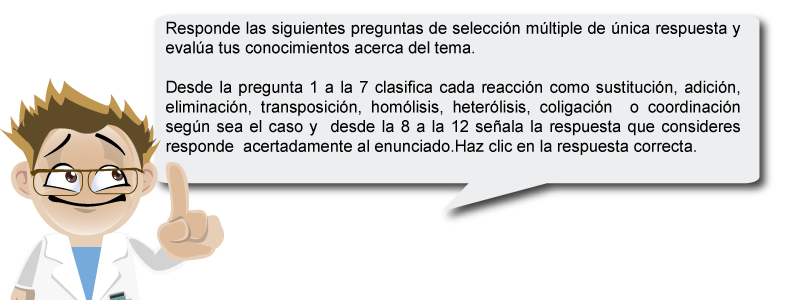 Responde las siguientes preguntas de selección múltiple de única respuesta y
evalúa tus conocimientos acerca del tema.
Desde la pregunta 1 a la 7 clasifica cada reacción como sustitución, adición,
eliminación, transposición, homólisis, heterólisis, coligación o coordinación
según sea el caso y desde la 8 a la 12 señala la respuesta que consideres
responde acertadamente al enunciado.Haz clic en la respuesta correcta.